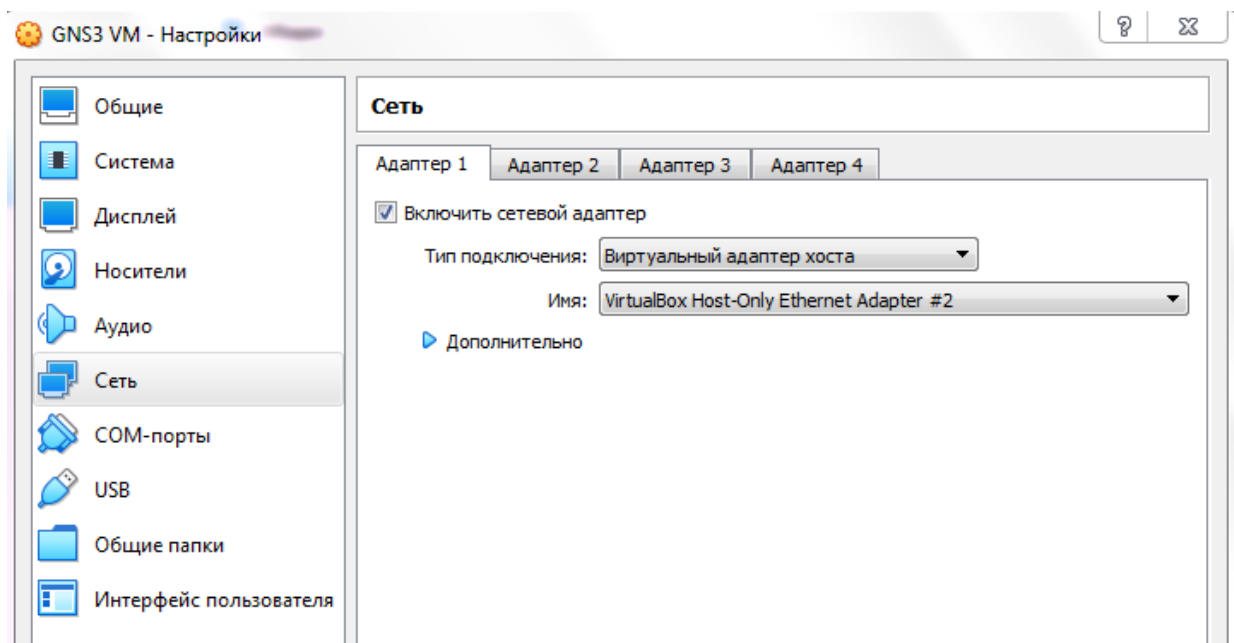 GNS3 VM - Настройки
Общие
Система
Дисплей
Носители
Аудио
Сеть
COM-порты
USB
Общие папки
Интерфейс пользователя
Сеть
Адаптер 1 Адаптер 2 Адаптер 3 Адаптер 4
Включить сетевой адаптер
Тип подключения: Виртуальный адаптер хоста
Имя: VirtualBox Host-Only Ethernet Adapter #2
Дополнительно